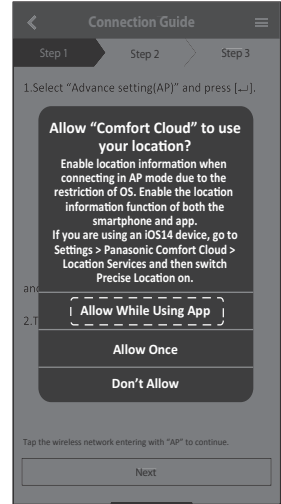 Connection Guide
Step 1
Step 2
Step 3
1.Select “Advance setting(AP)” and press [↵].
Allow “Comfort Cloud” to use
your location?
Enable location information when
connecting in AP mode due to the
restriction of OS. Enable the location
information function of both the
smartphone and app.
If you are using an iOS14 device, go to
Settings > Panasonic Comfort Cloud >
Location Services and then switch
Precise Location on.
and
Allow While Using App
2.T
Allow Once
Don’t Allow
Tap the wireless network entering with “AP” to continue.
Next